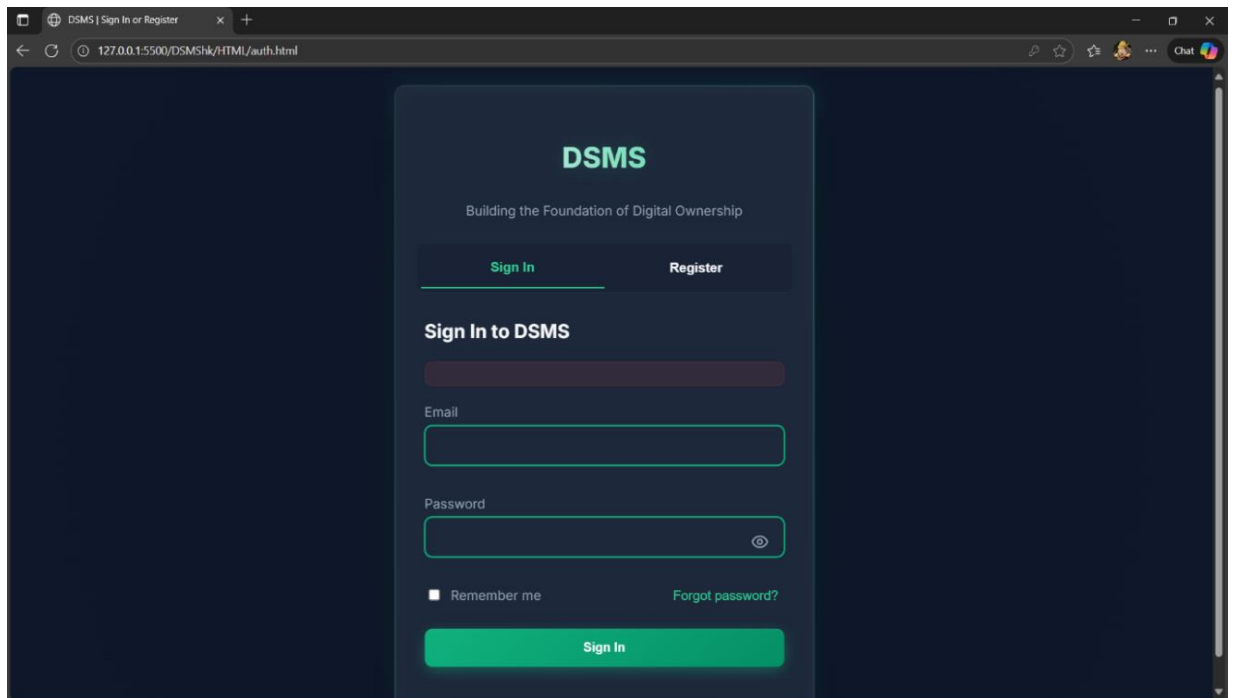 DSMS | Sign In or Register
127.0.0.1:5500/DSMShk/HTML/auth.html
Chat
DSMS
Building the Foundation of Digital Ownership
Sign In Register
Sign In to DSMS
Email
Password
Remember me Forgot password?
Sign In